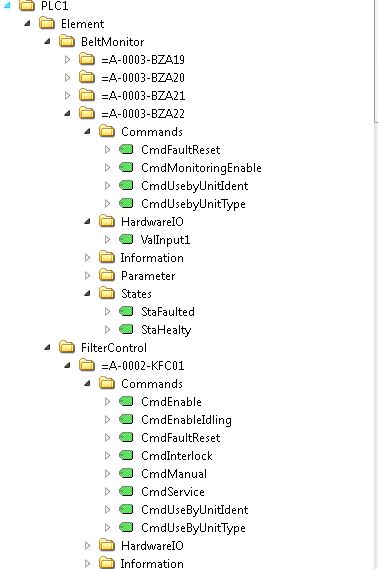 PLC1
Element
BeltMonitor
=A-0003-BZA19
=A-0003-BZA20
=A-0003-BZA21
=A-0003-BZA22
Commands
CmdFaultReset
CmdMonitoringEnable
CmdUsebyUnitIdent
CmdUsebyUnitType
HardwareIO
ValInput1
Information
Parameter
States
StaFaulted
StaHealty
FilterControl
=A-0002-KFC01
Commands
CmdEnable
CmdEnableIdling
CmdFaultReset
CmdInterlock
CmdManual
CmdService
CmdUseByUnitIdent
CmdUseByUnitType
HardwareIO
Information